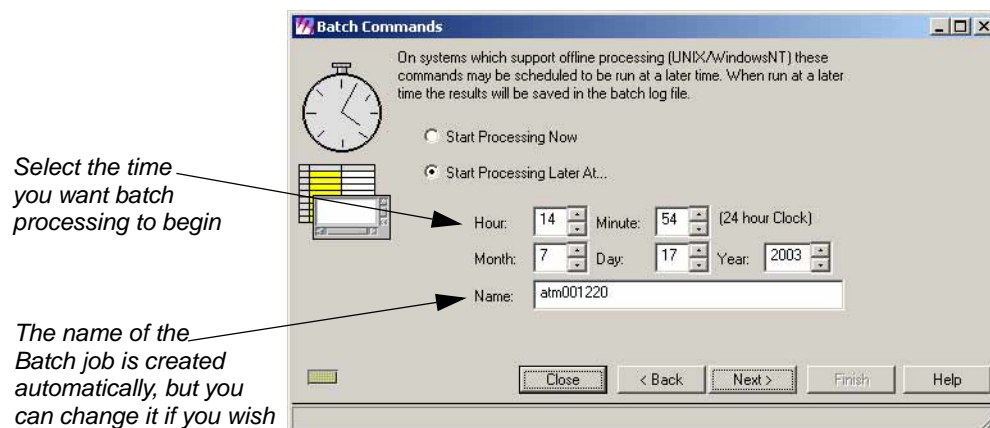 Batch Commands
On systems which support offline processing (UNIX/WindowsNT) these
commands may be scheduled to be run at a later time. When run at a later
time the results will be saved in the batch log file.
Start Processing Now
Start Processing Later At...
Select the time
you want batch
processing to begin
Hour: 14 Minute: 54 (24 hour Clock)
Month: 7 Day: 17 Year: 2003
Name: atm001220
The name of the
Batch job is created
automatically, but you
can change it if you wish
Close < Back Next > Finish Help